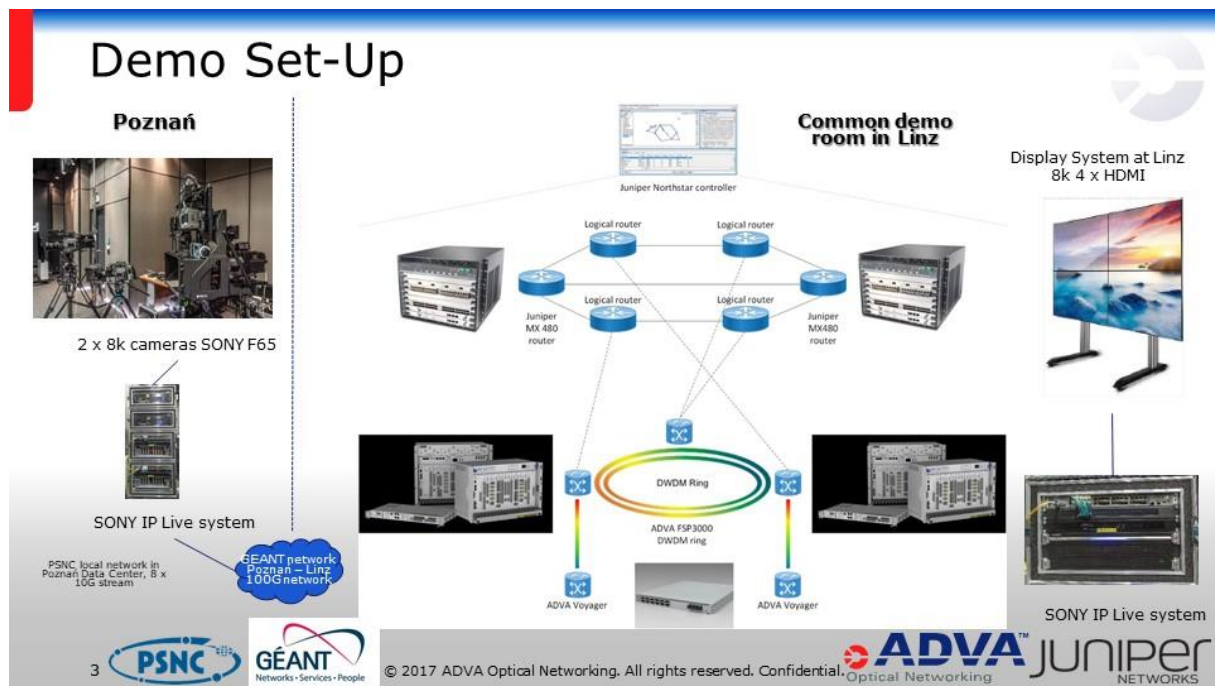 Demo Set-Up
Poznań
2 x 8k cameras SONY F65
SONY IP Live system
PSNC local network in
Poznań Data Center, 8 x
10G stream
GEANT network
Poznań – Linz
100G network
Common demo
room in Linz
Juniper Northstar controller
Logical router
Logical router
Logical router
Logical router
Juniper
MX 480
router
Juniper
MX480
router
DWDM Ring
ADVA FSP3000
DWDM ring
ADVA Voyager
ADVA Voyager
Display System at Linz
8k 4 x HDMI
SONY IP Live system
3
PSNC
GÉANT
Networks • Services • People
© 2017 ADVA Optical Networking. All rights reserved. Confidential.
ADVA™
Optical Networking
JUNIPER
NETWORKS